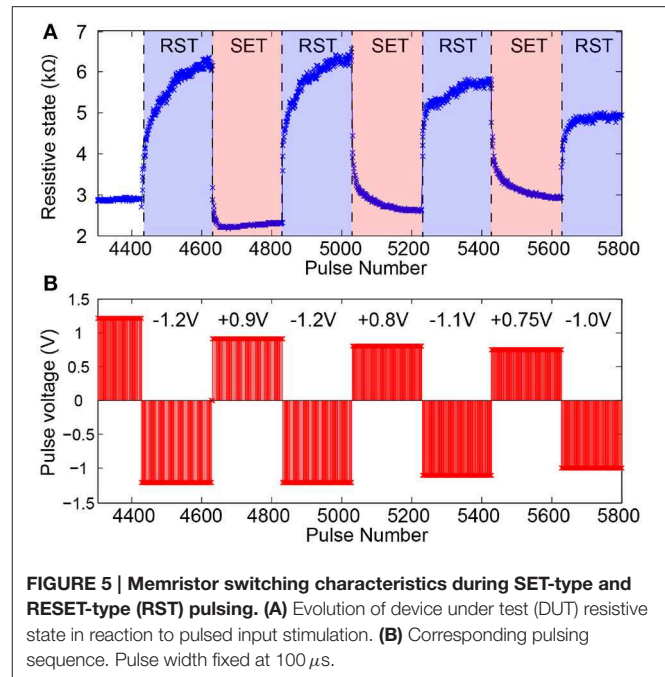 A
RST SET RST SET RST SET RST
7
6
5
4
3
2
Resistive state (kΩ)
4400 4600 4800 5000 5200 5400 5600 5800
Pulse Number
B
-1.2V +0.9V -1.2V +0.8V -1.1V +0.75V -1.0V
1.5
1
0.5
0
−0.5
−1
−1.5
Pulse voltage (V)
4400 4600 4800 5000 5200 5400 5600 5800
Pulse Number
FIGURE 5 | Memristor switching characteristics during SET-type and
RESET-type (RST) pulsing. (A) Evolution of device under test (DUT) resistive
state in reaction to pulsed input stimulation. (B) Corresponding pulsing
sequence. Pulse width fixed at 100 μs.